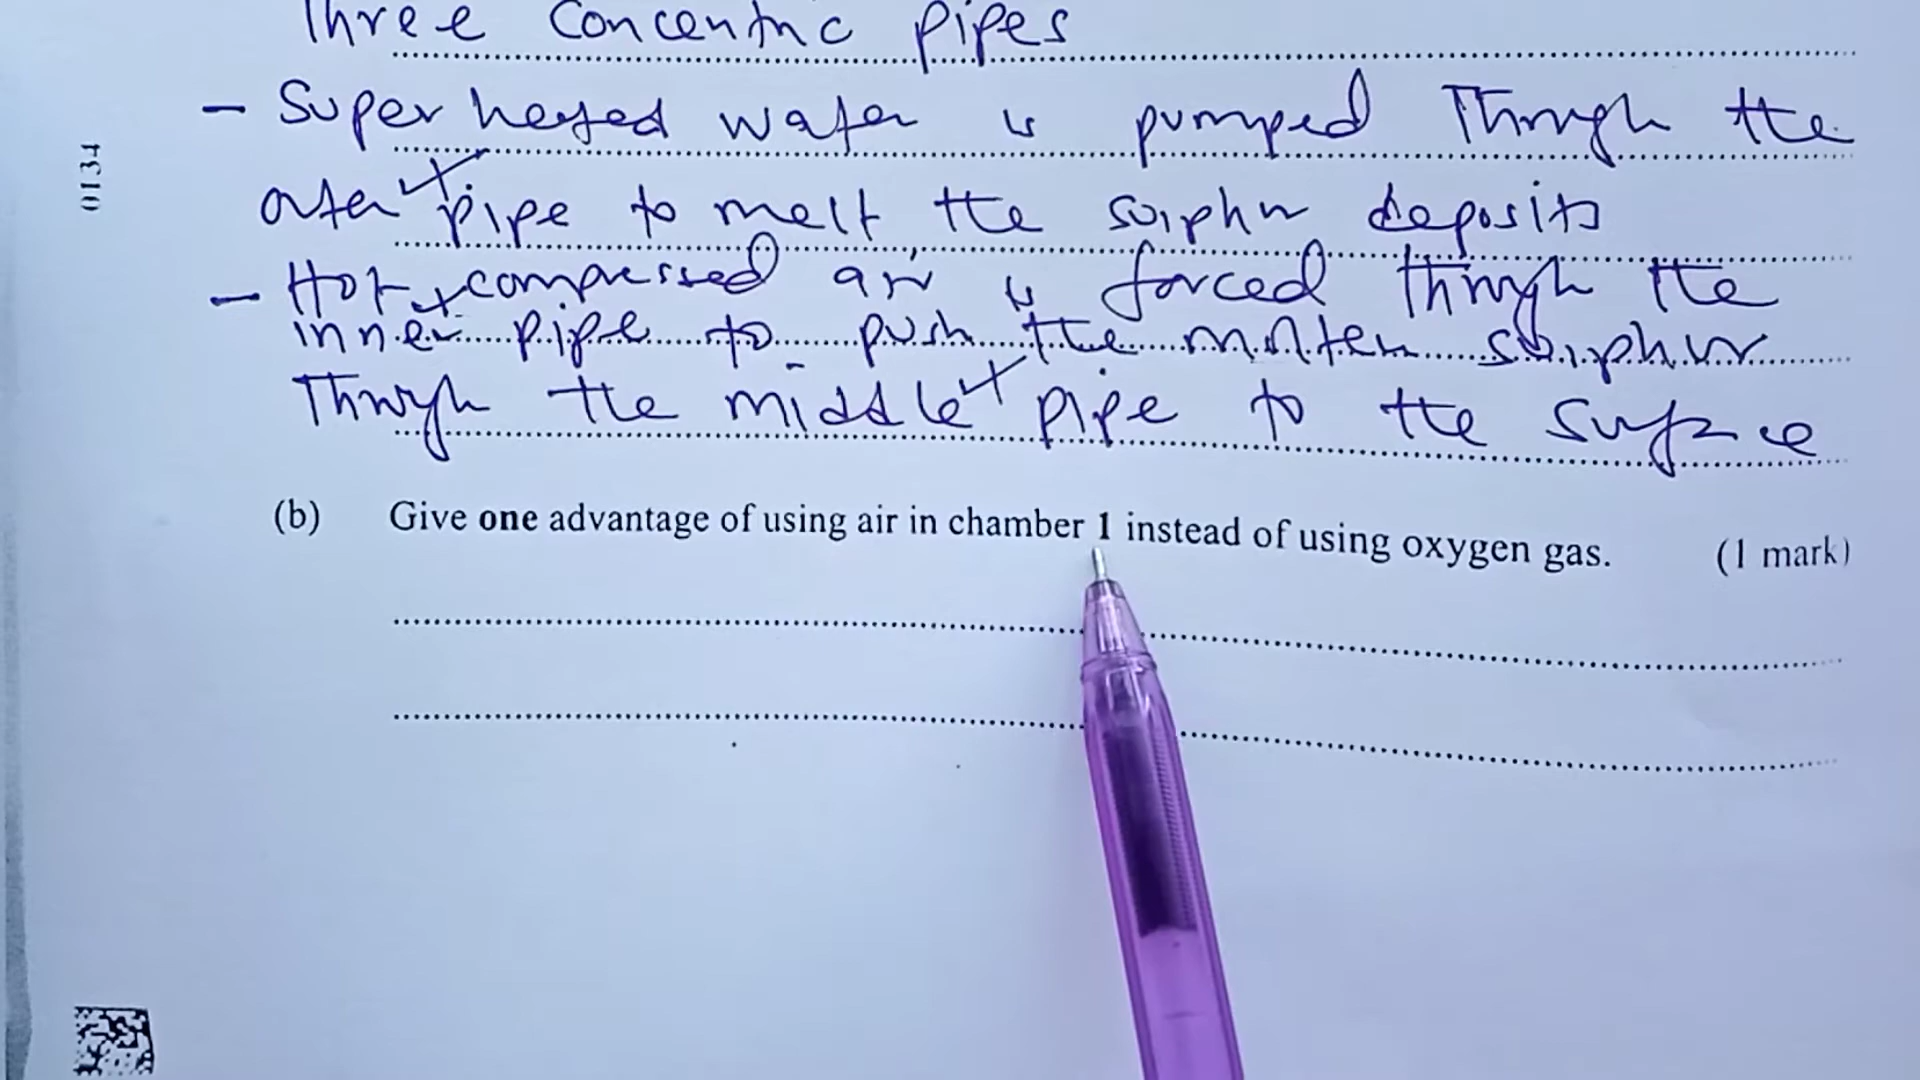 Three Concentric pipes
- Super heated water is pumped Through the
outer pipe to melt the sulphur deposits
- Hot compressed air is forced through the
inner pipe to push the molten sulphur
Through the middle pipe to the surface
0134
(b) Give one advantage of using air in chamber 1 instead of using oxygen gas. (1 mark)